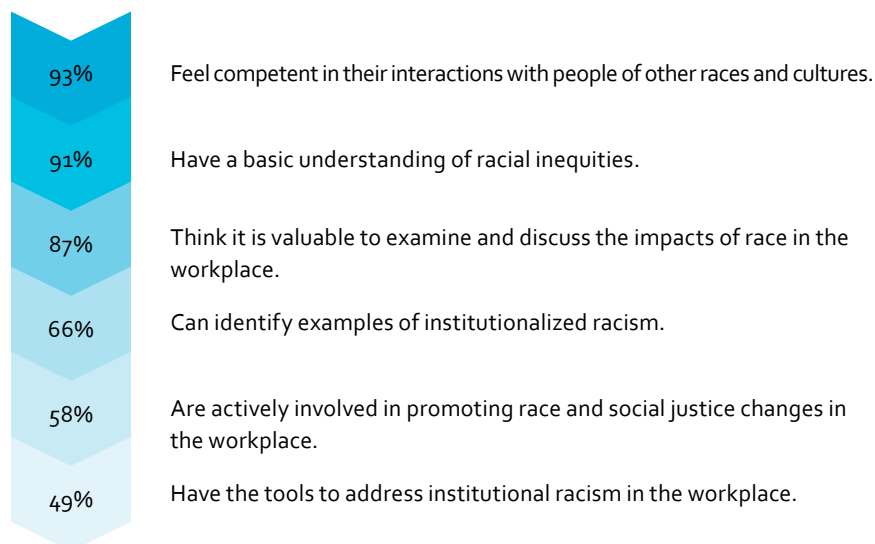 93%
Feel competent in their interactions with people of other races and cultures.
91%
Have a basic understanding of racial inequities.
87%
Think it is valuable to examine and discuss the impacts of race in the
workplace.
66%
Can identify examples of institutionalized racism.
58%
Are actively involved in promoting race and social justice changes in
the workplace.
49%
Have the tools to address institutional racism in the workplace.